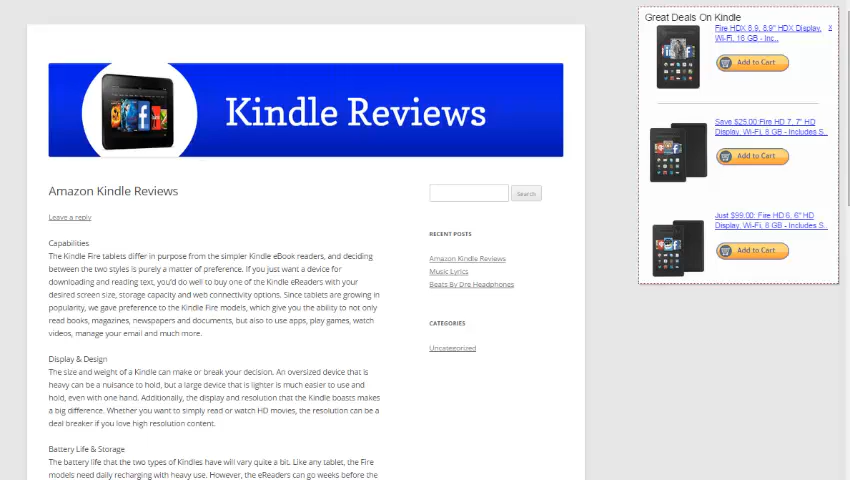 Great Deals On Kindle
Fire HDX 8.9, 8.9" HDX Display,
Wi-Fi, 16 GB - Inc..
x
Add to Cart
Save $25.00:Fire HD 7, 7" HD
Display, Wi-Fi, 8 GB - Includes S..
Add to Cart
Just $99.00: Fire HD 6, 6" HD
Display, Wi-Fi, 8 GB - Includes S..
Add to Cart
Kindle Reviews
Amazon Kindle Reviews
Leave a reply
Capabilities
The Kindle Fire tablets differ in purpose from the simpler Kindle eBook readers, and deciding
between the two styles is purely a matter of preference. If you just want a device for
downloading and reading text, you'd do well to buy one of the Kindle eReaders with your
desired screen size, storage capacity and web connectivity options. Since tablets are growing in
popularity, we gave preference to the Kindle Fire models, which give you the ability to not only
read books, magazines, newspapers and documents, but also to use apps, play games, watch
videos, manage your email and much more.
Display & Design
The size and weight of a Kindle can make or break your decision. An oversized device that is
heavy can be a nuisance to hold, but a large device that is lighter is much easier to use and
hold, even with one hand. Additionally, the display and resolution that the Kindle boasts makes
a big difference. Whether you want to simply read or watch HD movies, the resolution can be a
deal breaker if you love high resolution content.
Battery Life & Storage
The battery life that the two types of Kindles have will vary quite a bit. Like any tablet, the Fire
models need daily recharging with heavy use. However, the eReaders can go weeks before the
Search
RECENT POSTS
Amazon Kindle Reviews
Music Lyrics
Beats By Dre Headphones
CATEGORIES
Uncategorized